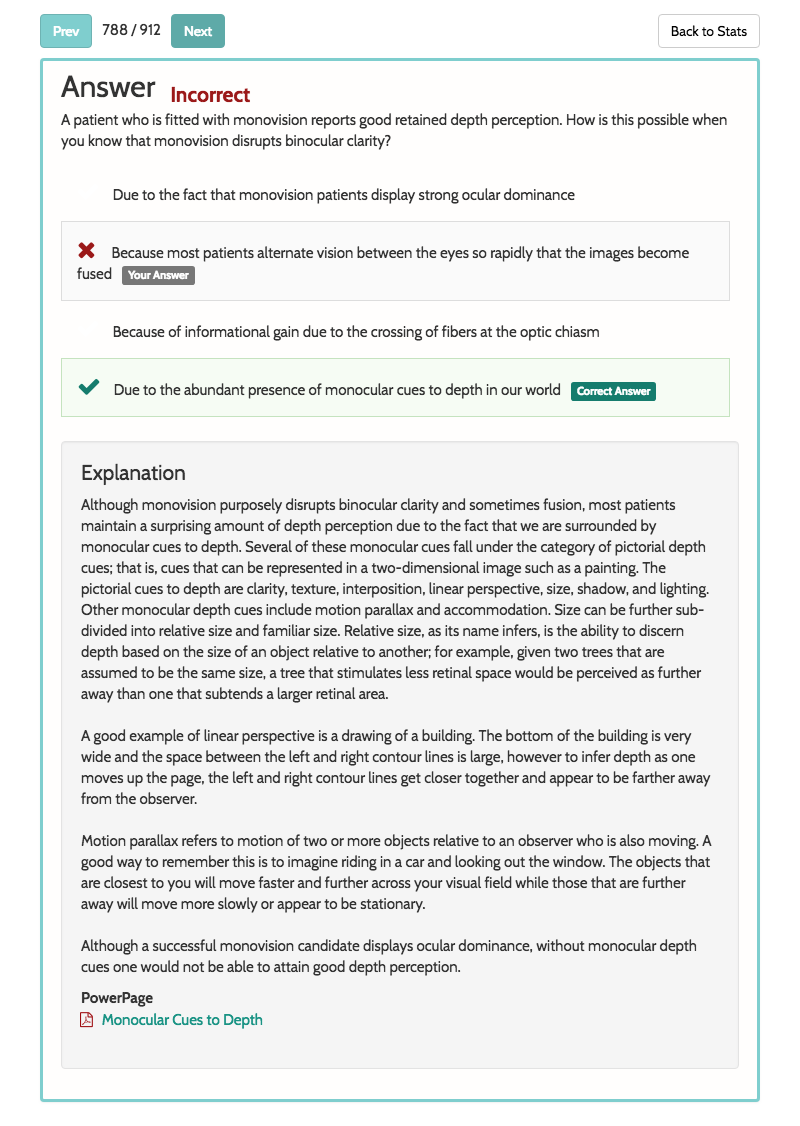 Prev 788 / 912 Next Back to Stats
Answer Incorrect
A patient who is fitted with monovision reports good retained depth perception. How is this possible when
you know that monovision disrupts binocular clarity?
Due to the fact that monovision patients display strong ocular dominance
Because most patients alternate vision between the eyes so rapidly that the images become
fused Your Answer
Because of informational gain due to the crossing of fibers at the optic chiasm
Due to the abundant presence of monocular cues to depth in our world Correct Answer
Explanation
Although monovision purposely disrupts binocular clarity and sometimes fusion, most patients
maintain a surprising amount of depth perception due to the fact that we are surrounded by
monocular cues to depth. Several of these monocular cues fall under the category of pictorial depth
cues; that is, cues that can be represented in a two-dimensional image such as a painting. The
pictorial cues to depth are clarity, texture, interposition, linear perspective, size, shadow, and lighting.
Other monocular depth cues include motion parallax and accommodation. Size can be further sub-
divided into relative size and familiar size. Relative size, as its name infers, is the ability to discern
depth based on the size of an object relative to another; for example, given two trees that are
assumed to be the same size, a tree that stimulates less retinal space would be perceived as further
away than one that subtends a larger retinal area.
A good example of linear perspective is a drawing of a building. The bottom of the building is very
wide and the space between the left and right contour lines is large, however to infer depth as one
moves up the page, the left and right contour lines get closer together and appear to be farther away
from the observer.
Motion parallax refers to motion of two or more objects relative to an observer who is also moving. A
good way to remember this is to imagine riding in a car and looking out the window. The objects that
are closest to you will move faster and further across your visual field while those that are further
away will move more slowly or appear to be stationary.
Although a successful monovision candidate displays ocular dominance, without monocular depth
cues one would not be able to attain good depth perception.
PowerPage
Monocular Cues to Depth